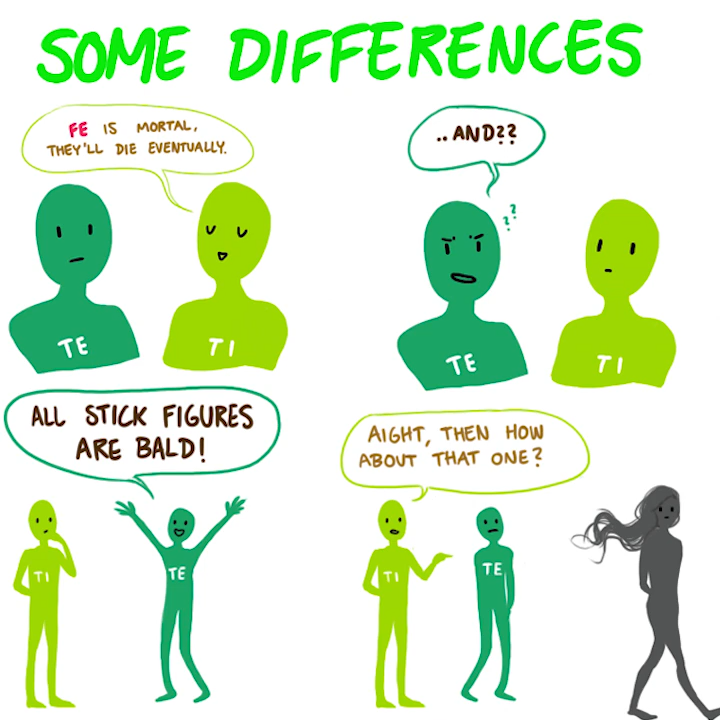 SOME DIFFERENCES
FE IS MORTAL,
THEY'LL DIE EVENTUALLY.
TE
TI
..AND??
??
TE
TI
ALL STICK FIGURES
ARE BALD!
TI
TE
AIGHT, THEN HOW
ABOUT THAT ONE?
TI
TE